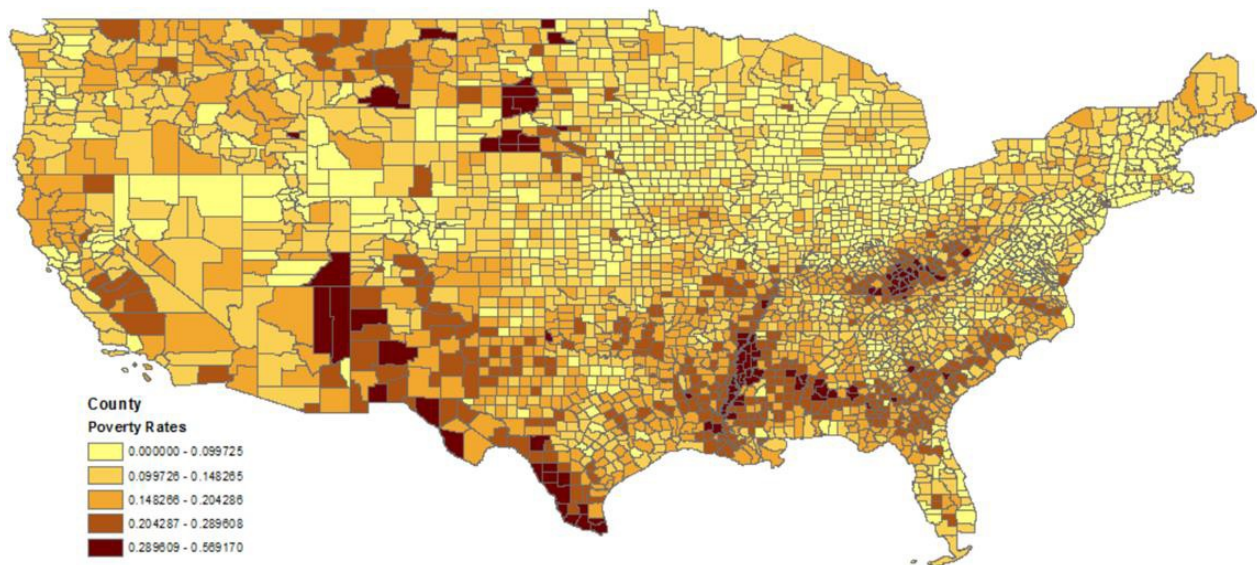 County
Poverty Rates
0.000000 - 0.099725
0.099726 - 0.148265
0.148266 - 0.204286
0.204287 - 0.289608
0.289609 - 0.569170